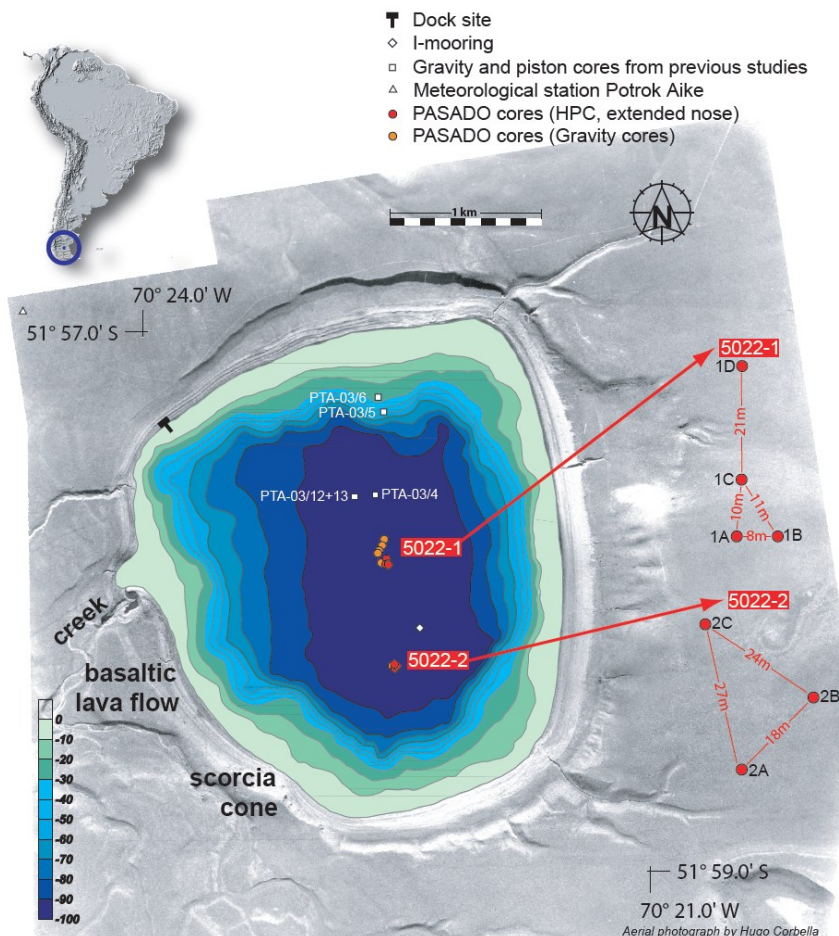 Dock site
I-mooring
Gravity and piston cores from previous studies
Meteorological station Potrok Aike
PASADO cores (HPC, extended nose)
PASADO cores (Gravity cores)
1 km
N
70° 24.0' W
51° 57.0' S
5022-1
1D
PTA-03/6
PTA-03/5
21m
1C
PTA-03/12+13
PTA-03/4
10m
11m
1A
8m
1B
5022-1
5022-2
2C
creek
24m
5022-2
basaltic
lava flow
27m
2B
18m
2A
scorcia
cone
0
-10
-20
-30
-40
-50
-60
-70
-80
-90
-100
51° 59.0' S
70° 21.0' W
Aerial photograph by Hugo Corbella